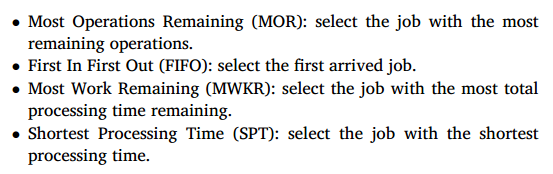 • Most Operations Remaining (MOR): select the job with the most
remaining operations.
• First In First Out (FIFO): select the first arrived job.
• Most Work Remaining (MWKR): select the job with the most total
processing time remaining.
• Shortest Processing Time (SPT): select the job with the shortest
processing time.